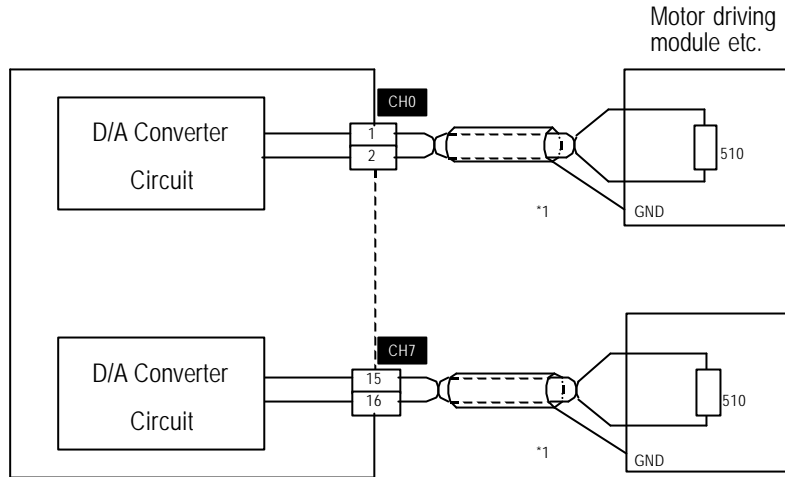 Motor driving
module etc.
CH0
D/A Converter
Circuit
1
2
510
*1
GND
CH7
D/A Converter
Circuit
15
16
510
*1
GND